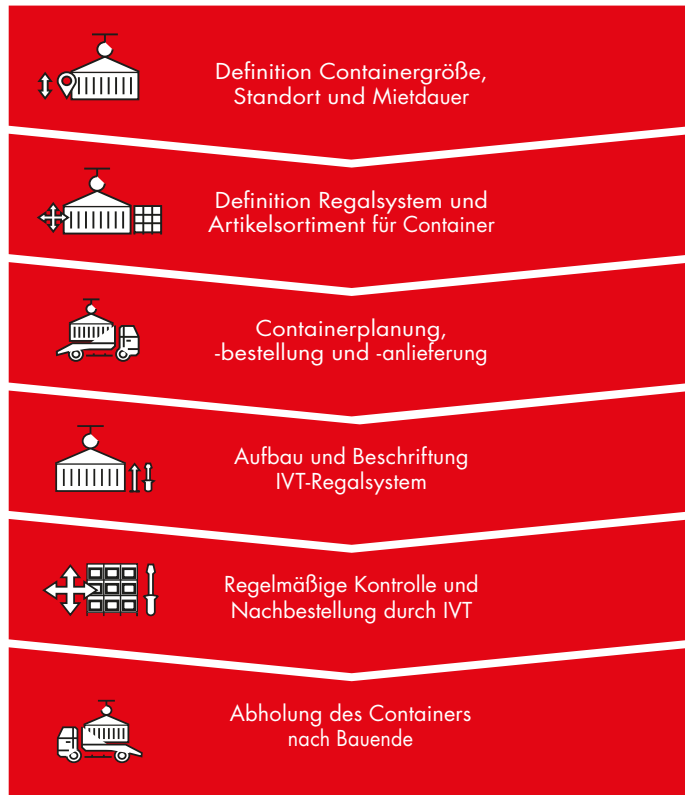 Definition Containergröße,
Standort und Mietdauer
Definition Regalsystem und
Artikelsortiment für Container
Containerplanung,
-bestellung und -anlieferung
Aufbau und Beschriftung
IVT-Regalsystem
Regelmäßige Kontrolle und
Nachbestellung durch IVT
Abholung des Containers
nach Bauende